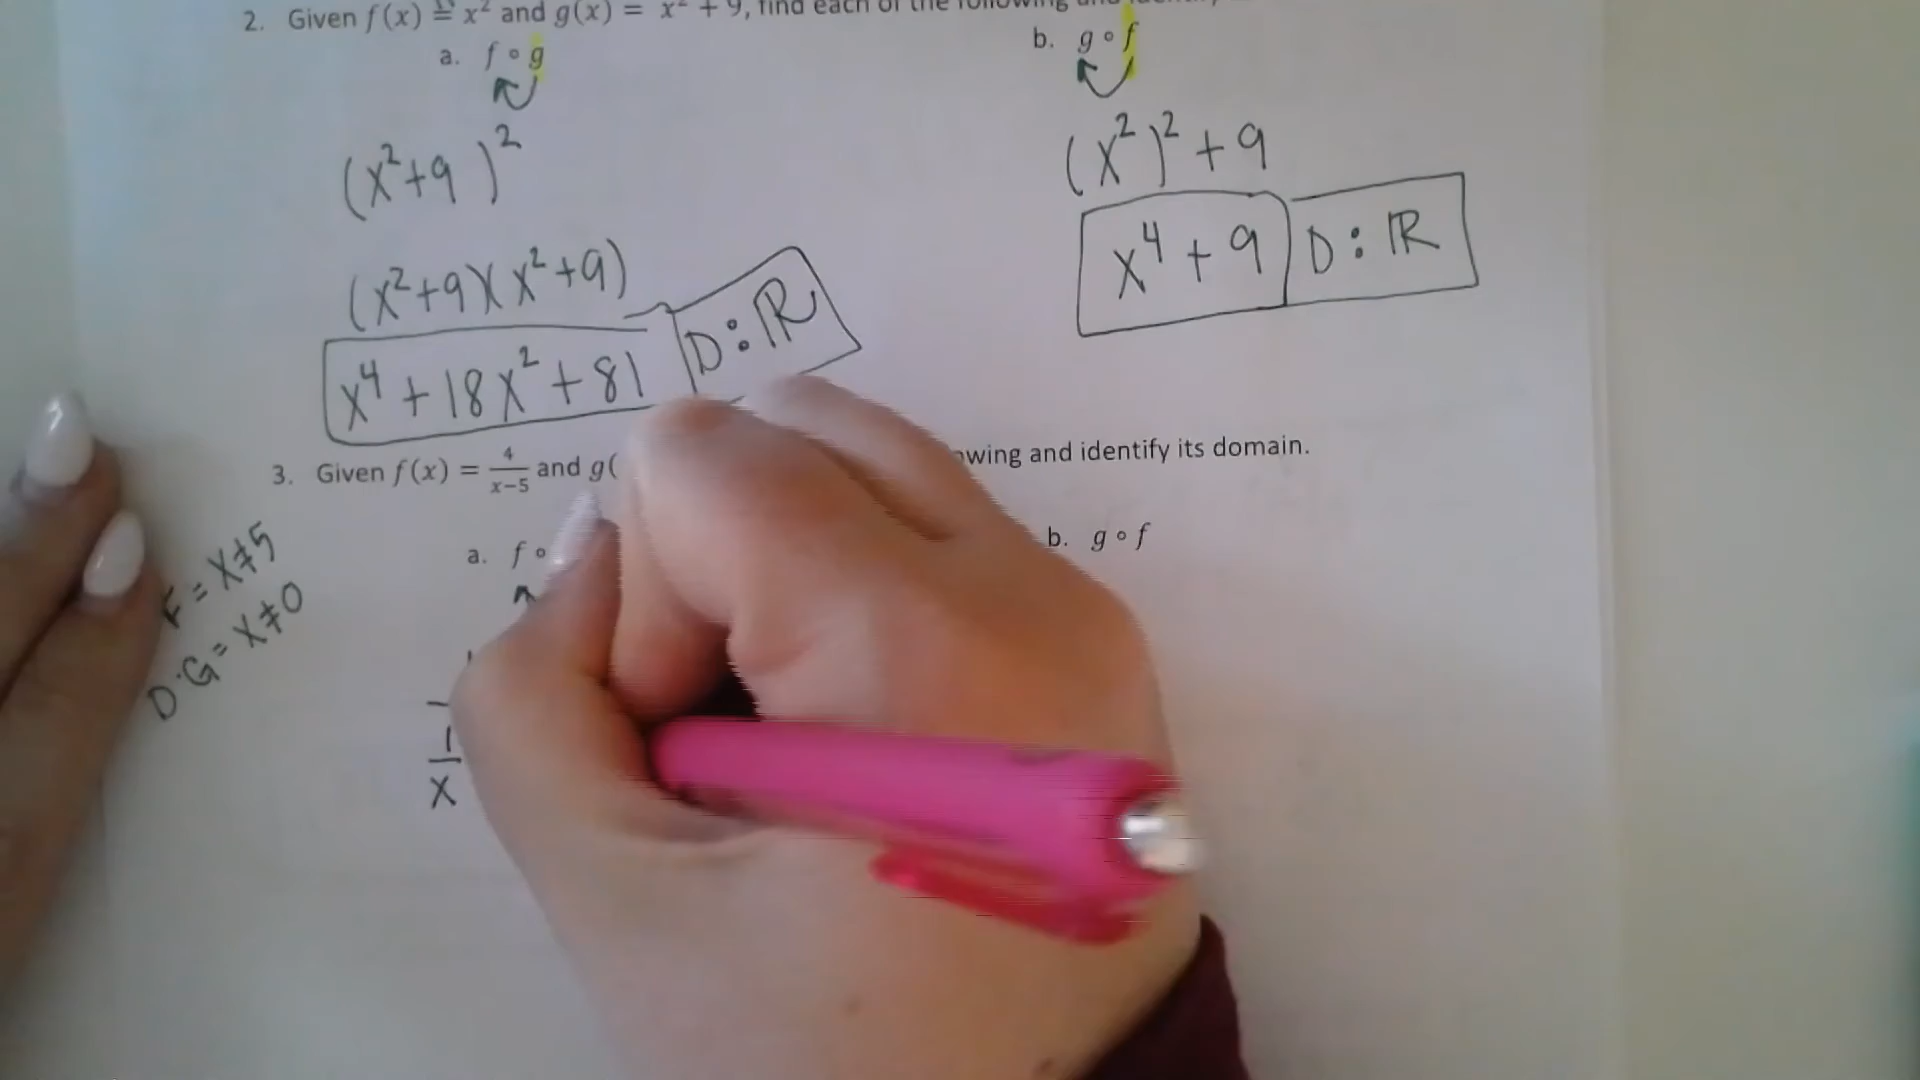 2. Given f(x) = x² and g(x) = x² + 9, find each of the following and
a. f ∘ g
b. g ∘ f
(x²+9 )²
(x²)² + 9
(x²+9)(x²+9)
x⁴ + 9 D: ℝ
x⁴ + 18x² + 81 D: ℝ
3. Given f(x) = 4/(x−5) and g( wing and identify its domain.
a. f ∘
b. g ∘ f
F = X≠5
D: G = X≠0
1/x